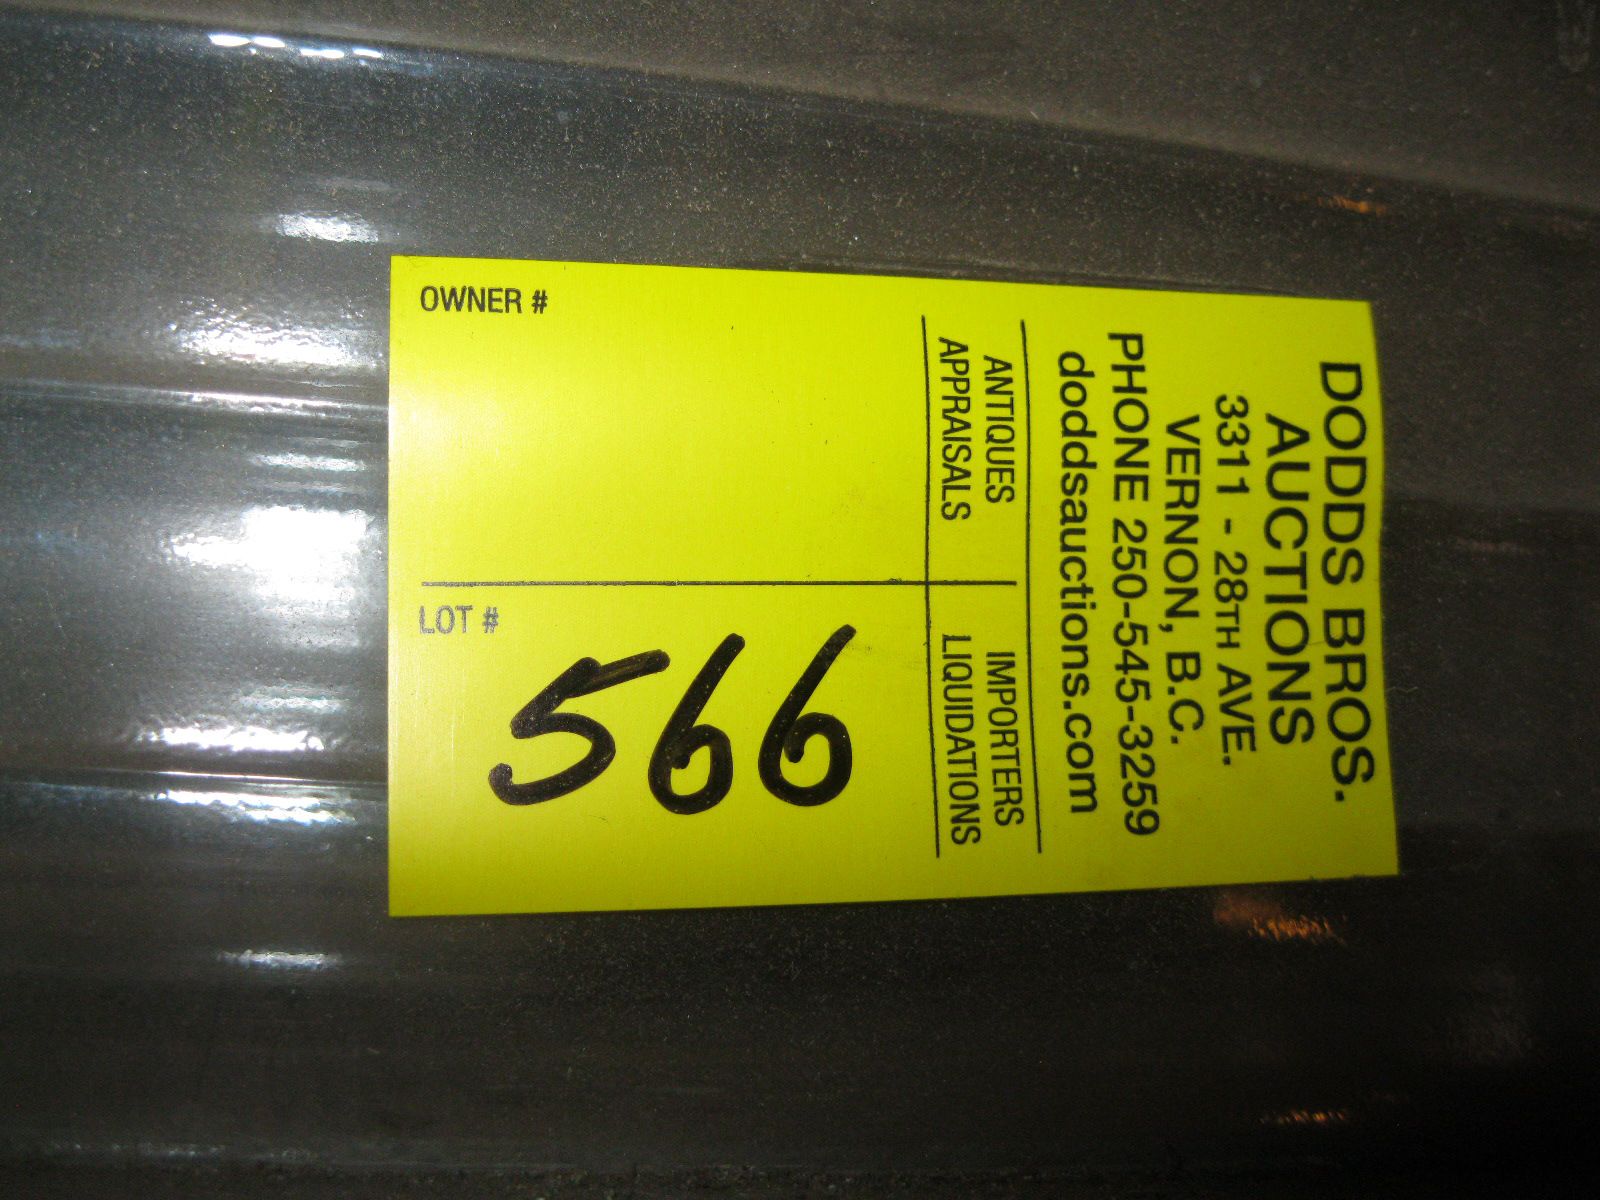 DODDS BROS.
AUCTIONS
3311 - 28TH AVE.
VERNON, B.C.
PHONE 250-545-3259
doddsauctions.com
ANTIQUES
APPRAISALS
IMPORTERS
LIQUIDATIONS
OWNER #
LOT #
566